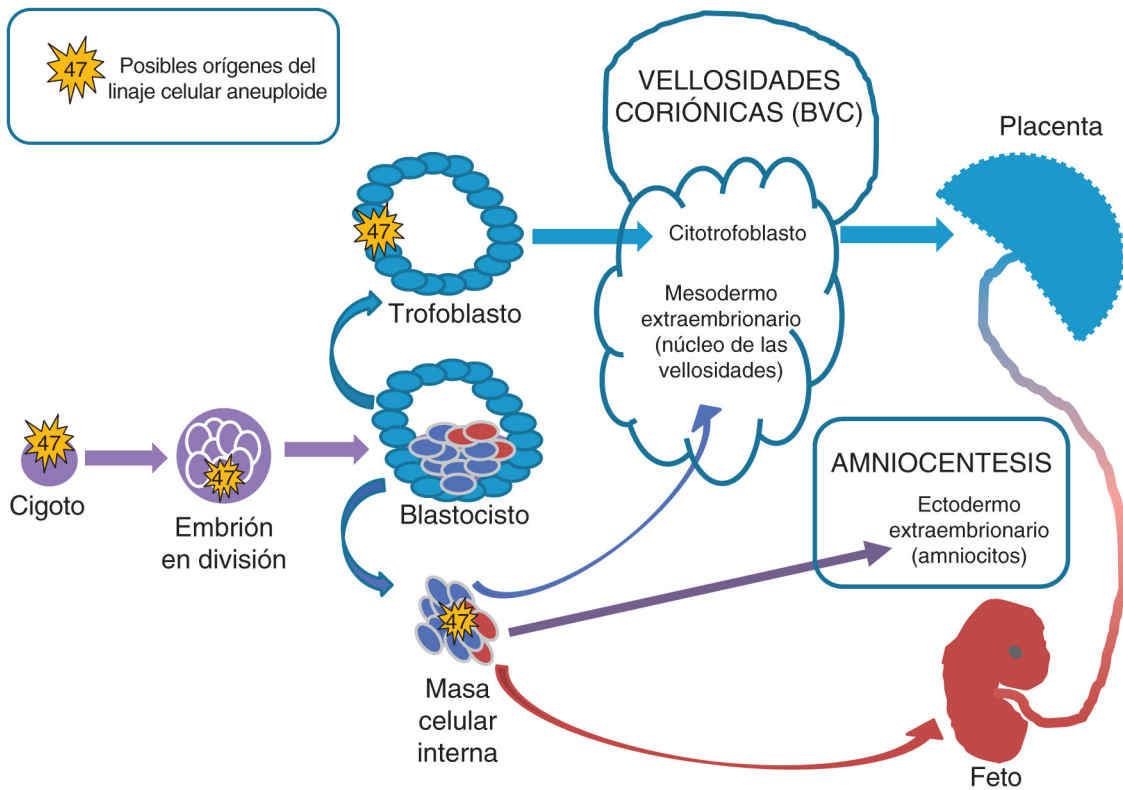 47
Posibles orígenes del
linaje celular aneuploide
VELLOSIDADES
CORIÓNICAS (BVC)
Placenta
47
Citotrofoblasto
Trofoblasto
Mesodermo
extraembrionario
(núcleo de las
vellosidades)
47
Cigoto
47
Embrión
en división
Blastocisto
AMNIOCENTESIS
Ectodermo
extraembrionario
(amniocitos)
47
Masa
celular
interna
Feto